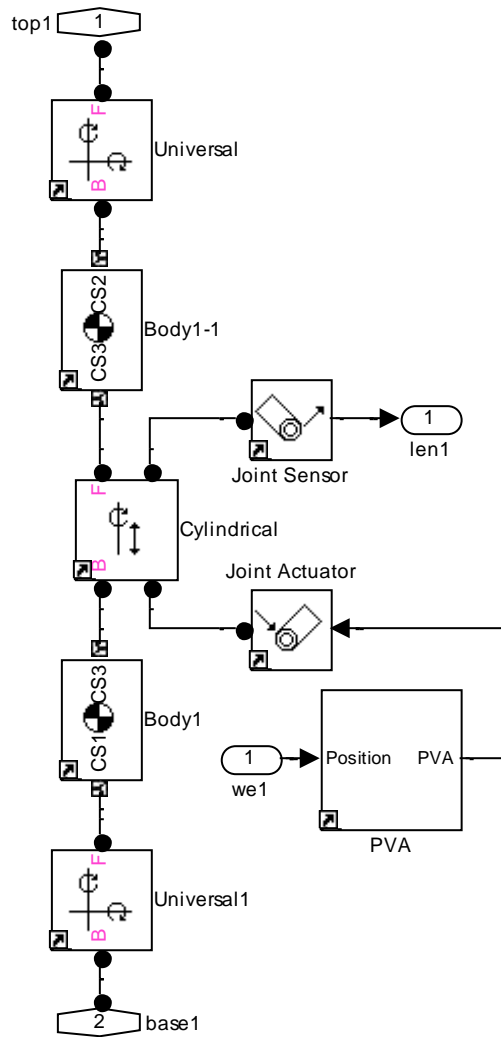 top1
1
F
B
Universal
CS2
CS3
Body1-1
1
len1
Joint Sensor
F
B
Cylindrical
Joint Actuator
CS3
CS1
Body1
Position
PVA
1
we1
PVA
F
B
Universal1
2
base1